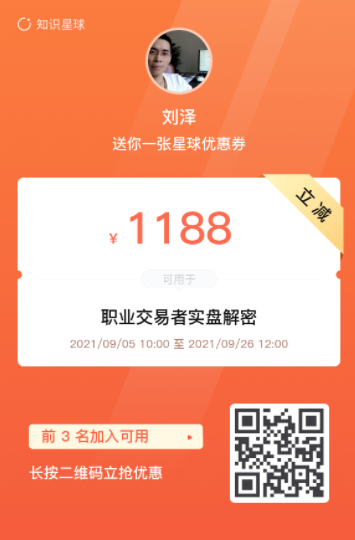 知识星球
刘泽
送你一张星球优惠券
立减
¥ 1188
可用于
职业交易者实盘解密
2021/09/05 10:00 至 2021/09/26 12:00
前 3 名加入可用
长按二维码立抢优惠